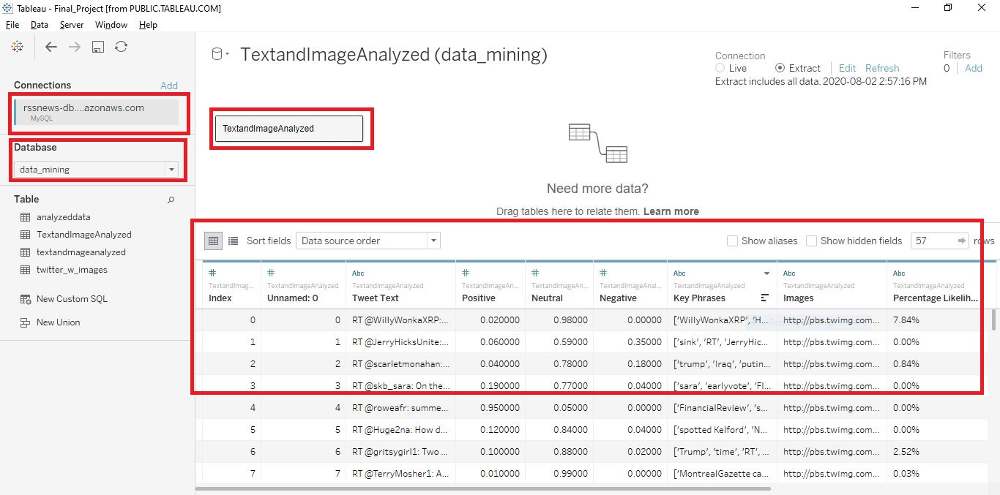 Tableau - Final_Project [from PUBLIC.TABLEAU.COM]
File Data Server Window Help
Connections Add
rssnews-db....azonaws.com
MySQL
Database
data_mining
Table
analyzeddata
TextandImageAnalyzed
textandmageanalyzed
twitter_w_images
New Custom SQL
New Union
TextandImageAnalyzed (data_mining)
Connection
Live Extract Edit Refresh
Extract includes all data. 2020-08-02 2:57:16 PM
Filters
0 Add
TextandImageAnalyzed
Need more data?
Drag tables here to relate them. Learn more
Sort fields Data source order Show aliases Show hidden fields 57 rows
# # Abc # # # Abc Abc Abc
TextandImag... TextandImageAnalyzed TextandImageAnalyzed TextandImageAn... TextandImageAn... TextandImageAnal... TextandImageAnalyzed TextandImageAnalyzed TextandImageAnalyzed
Index Unnamed: 0 Tweet Text Positive Neutral Negative Key Phrases Images Percentage Likelih...
0 0 RT @WillyWonkaXRP:... 0.020000 0.98000 0.00000 ['WillyWonkaXRP', 'H... http://pbs.twimg.com... 7.84%
1 1 RT @JerryHicksUnite:... 0.060000 0.59000 0.35000 ['sink', 'RT', 'JerryHic... http://pbs.twimg.com... 0.00%
2 2 RT @scarletmonahan:... 0.040000 0.78000 0.18000 ['trump', 'Iraq', 'putin... http://pbs.twimg.com... 0.84%
3 3 RT @skb_sara: On the... 0.190000 0.77000 0.04000 ['sara', 'earlyvote', 'Fl... http://pbs.twimg.com... 0.00%
4 4 RT @roweafr: summe... 0.950000 0.05000 0.00000 ['FinancialReview', 's... http://pbs.twimg.com... 0.00%
5 5 RT @Huge2na: How d... 0.120000 0.84000 0.04000 ['spotted Kelford', 'N... http://pbs.twimg.com... 0.00%
6 6 RT @gritsygirl1: Two ... 0.100000 0.88000 0.02000 ['Trump', 'time', 'RT', ... http://pbs.twimg.com... 2.52%
7 7 RT @TerryMosher1: A... 0.010000 0.99000 0.00000 ['MontrealGazette ca... http://pbs.twimg.com... 0.03%